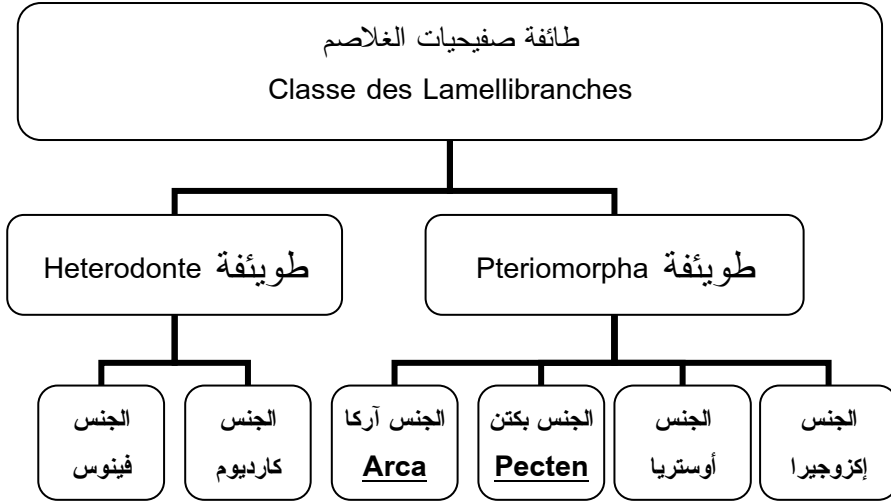 طائفة صفيحيات الغلاصم
Classe des Lamellibranches
طويئفة Pteriomorpha
طويئفة Heterodonte
الجنس
إكزوجيرا
الجنس
أوستريا
الجنس بكتن
Pecten
الجنس آركا
Arca
الجنس
كارديوم
الجنس
فينوس